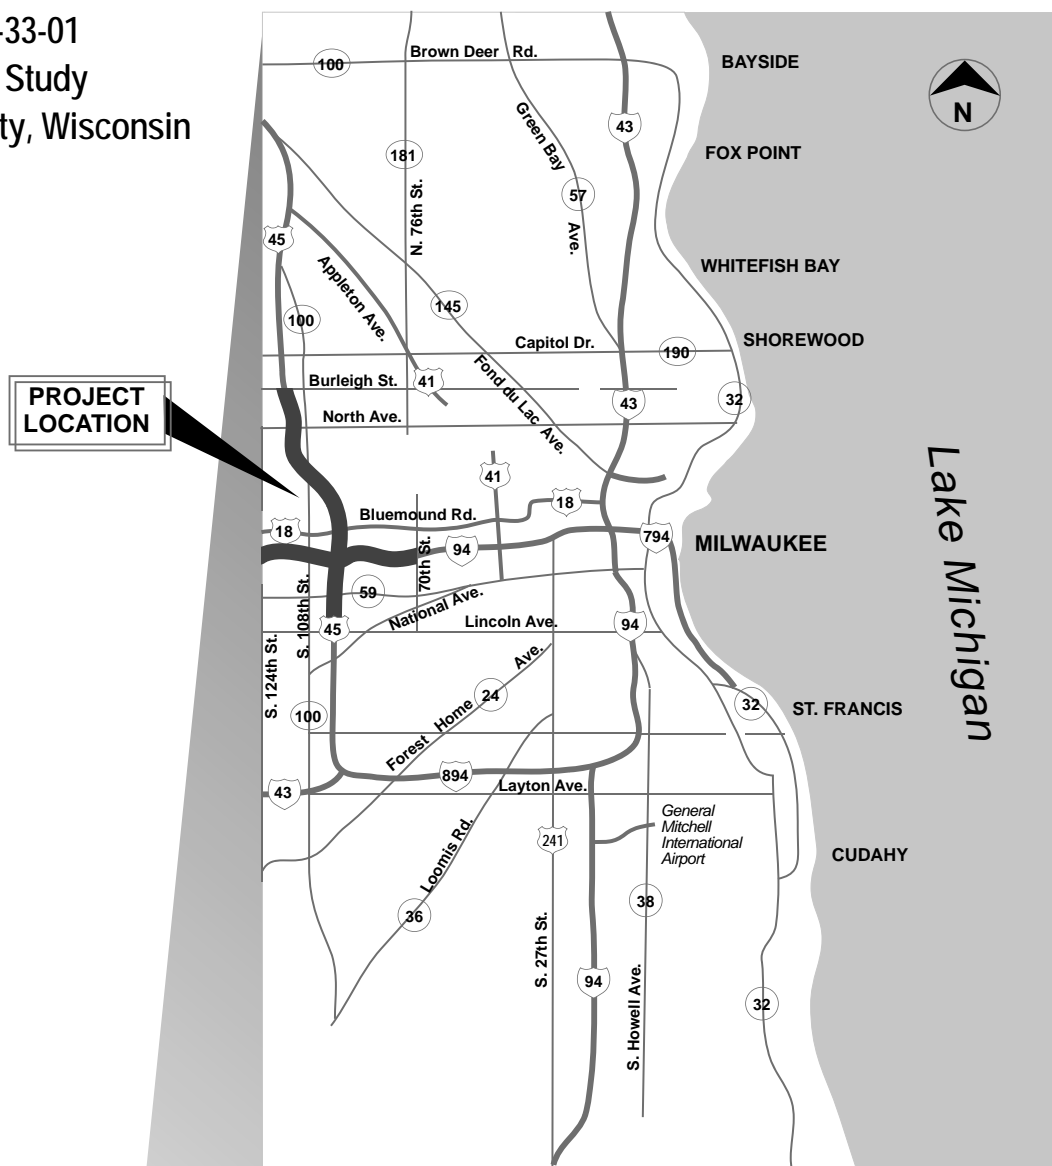 -33-01
Study
ty, Wisconsin
100
Brown Deer Rd.
BAYSIDE
N
43
Green Bay
Ave.
181
FOX POINT
57
N. 76th St.
45
WHITEFISH BAY
Appleton Ave.
145
100
SHOREWOOD
Capitol Dr.
190
Fond du Lac Ave.
Burleigh St.
41
PROJECT
LOCATION
43
32
North Ave.
41
Lake Michigan
18
Bluemound Rd.
18
794
MILWAUKEE
94
70th St.
59
National Ave.
S. 108th St.
45
Lincoln Ave.
94
S. 124th St.
24
Forest Home Ave.
100
32
ST. FRANCIS
894
43
Layton Ave.
General
Mitchell
International
Airport
241
Loomis Rd.
CUDAHY
36
38
S. 27th St.
94
S. Howell Ave.
32